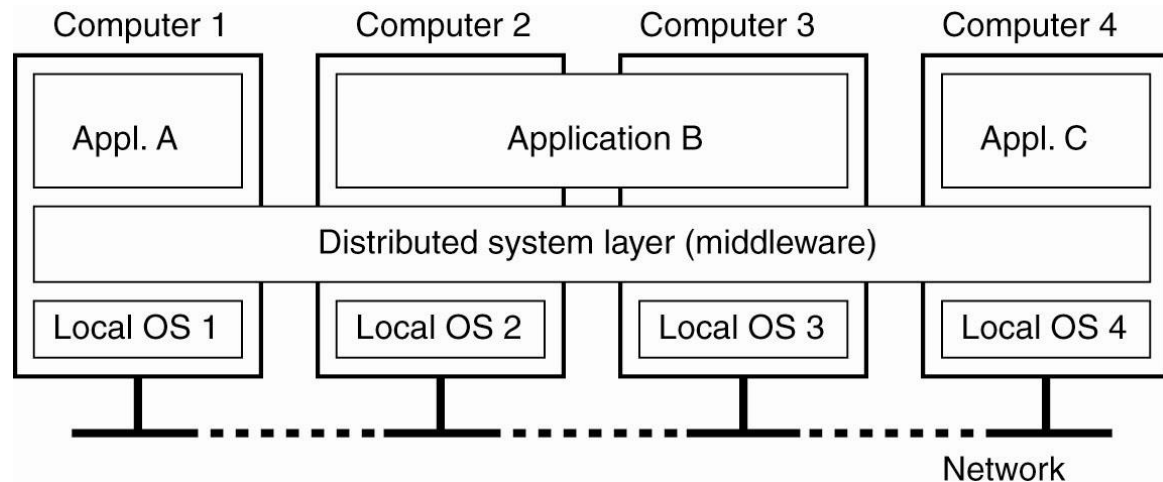 Computer 1
Computer 2
Computer 3
Computer 4
Appl. A
Application B
Appl. C
Distributed system layer (middleware)
Local OS 1
Local OS 2
Local OS 3
Local OS 4
Network